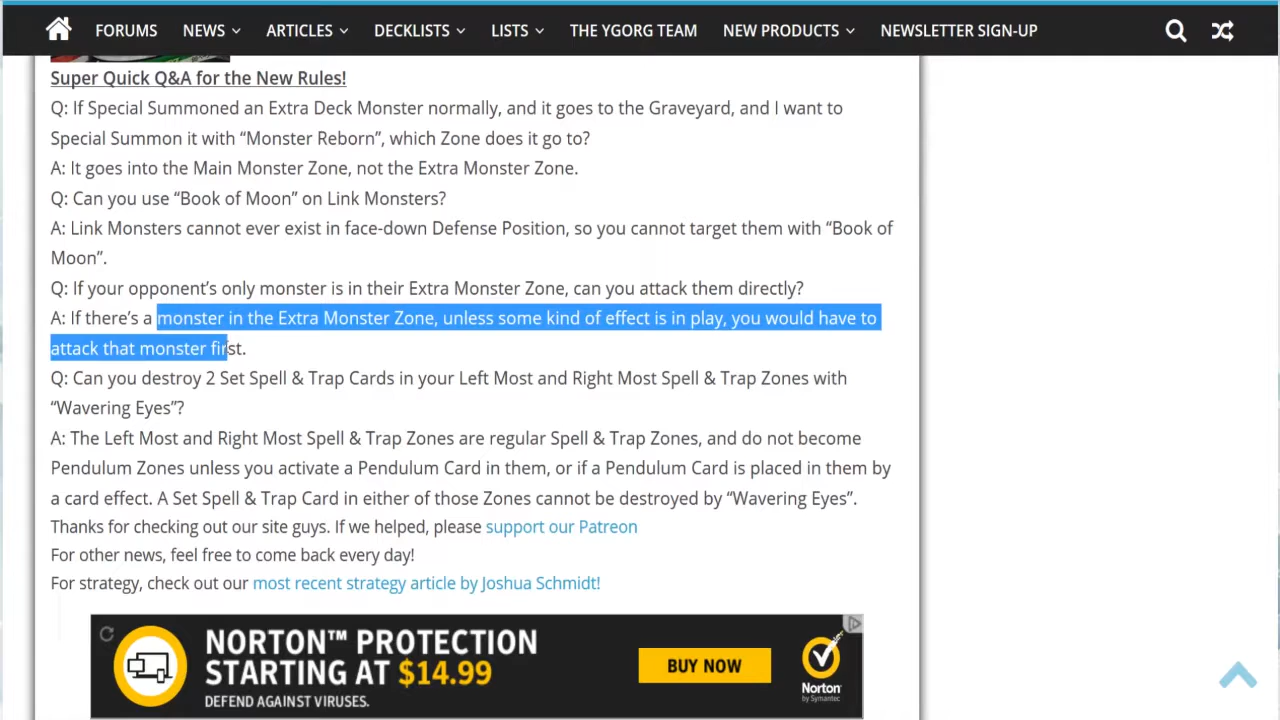 FORUMS NEWS ARTICLES DECKLISTS LISTS THE YGORG TEAM NEW PRODUCTS NEWSLETTER SIGN-UP
Super Quick Q&A for the New Rules!
Q: If Special Summoned an Extra Deck Monster normally, and it goes to the Graveyard, and I want to
Special Summon it with “Monster Reborn”, which Zone does it go to?
A: It goes into the Main Monster Zone, not the Extra Monster Zone.
Q: Can you use “Book of Moon” on Link Monsters?
A: Link Monsters cannot ever exist in face-down Defense Position, so you cannot target them with “Book of
Moon”.
Q: If your opponent’s only monster is in their Extra Monster Zone, can you attack them directly?
A: If there’s a monster in the Extra Monster Zone, unless some kind of effect is in play, you would have to
attack that monster first.
Q: Can you destroy 2 Set Spell & Trap Cards in your Left Most and Right Most Spell & Trap Zones with
“Wavering Eyes”?
A: The Left Most and Right Most Spell & Trap Zones are regular Spell & Trap Zones, and do not become
Pendulum Zones unless you activate a Pendulum Card in them, or if a Pendulum Card is placed in them by
a card effect. A Set Spell & Trap Card in either of those Zones cannot be destroyed by “Wavering Eyes”.
Thanks for checking out our site guys. If we helped, please support our Patreon
For other news, feel free to come back every day!
For strategy, check out our most recent strategy article by Joshua Schmidt!
NORTON™ PROTECTION
STARTING AT $14.99
DEFEND AGAINST VIRUSES.
BUY NOW
Norton
by Symantec